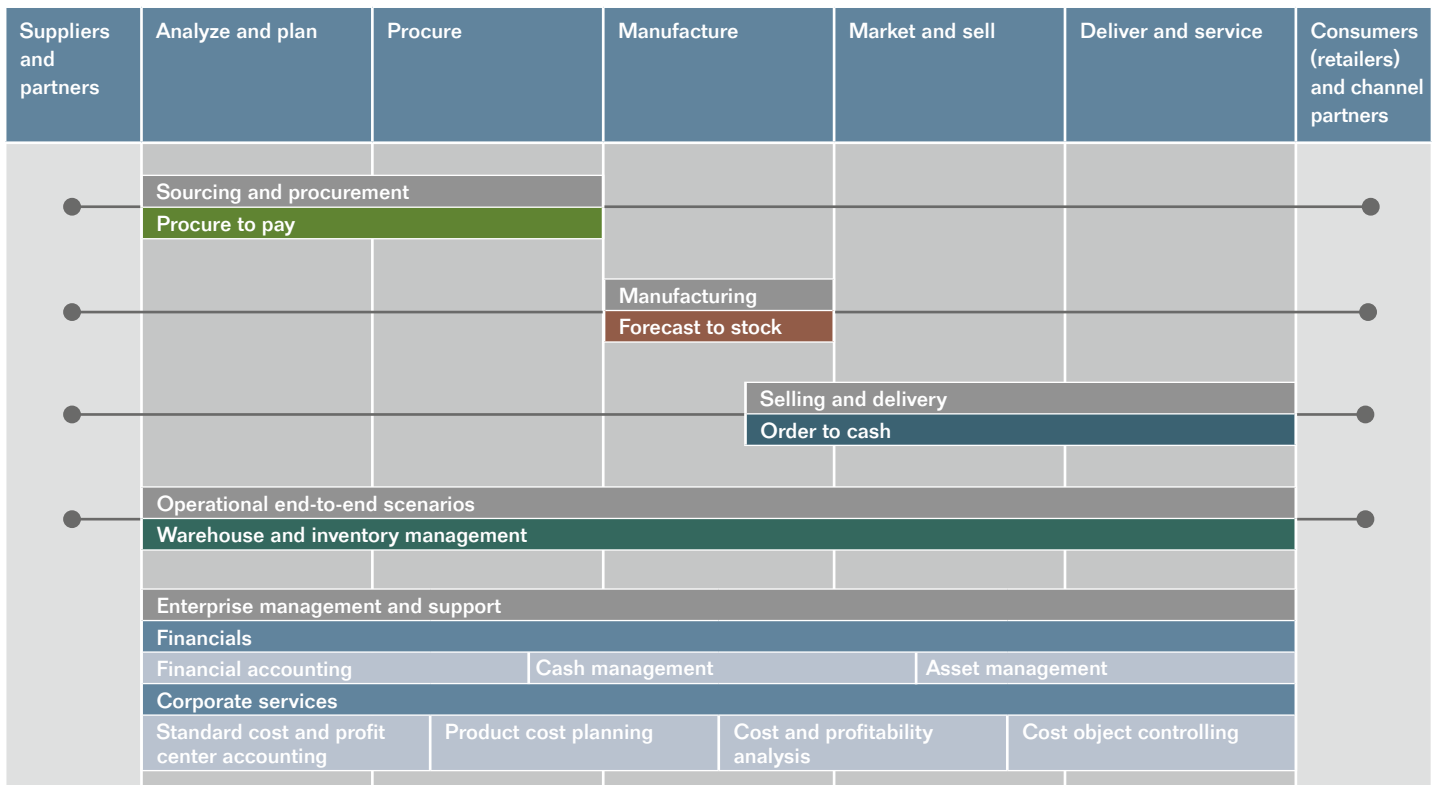 Suppliers
and
partners
Analyze and plan
Procure
Manufacture
Market and sell
Deliver and service
Consumers
(retailers)
and channel
partners
Sourcing and procurement
Procure to pay
Manufacturing
Forecast to stock
Selling and delivery
Order to cash
Operational end-to-end scenarios
Warehouse and inventory management
Enterprise management and support
Financials
Financial accounting
Cash management
Asset management
Corporate services
Standard cost and profit
center accounting
Product cost planning
Cost and profitability
analysis
Cost object controlling